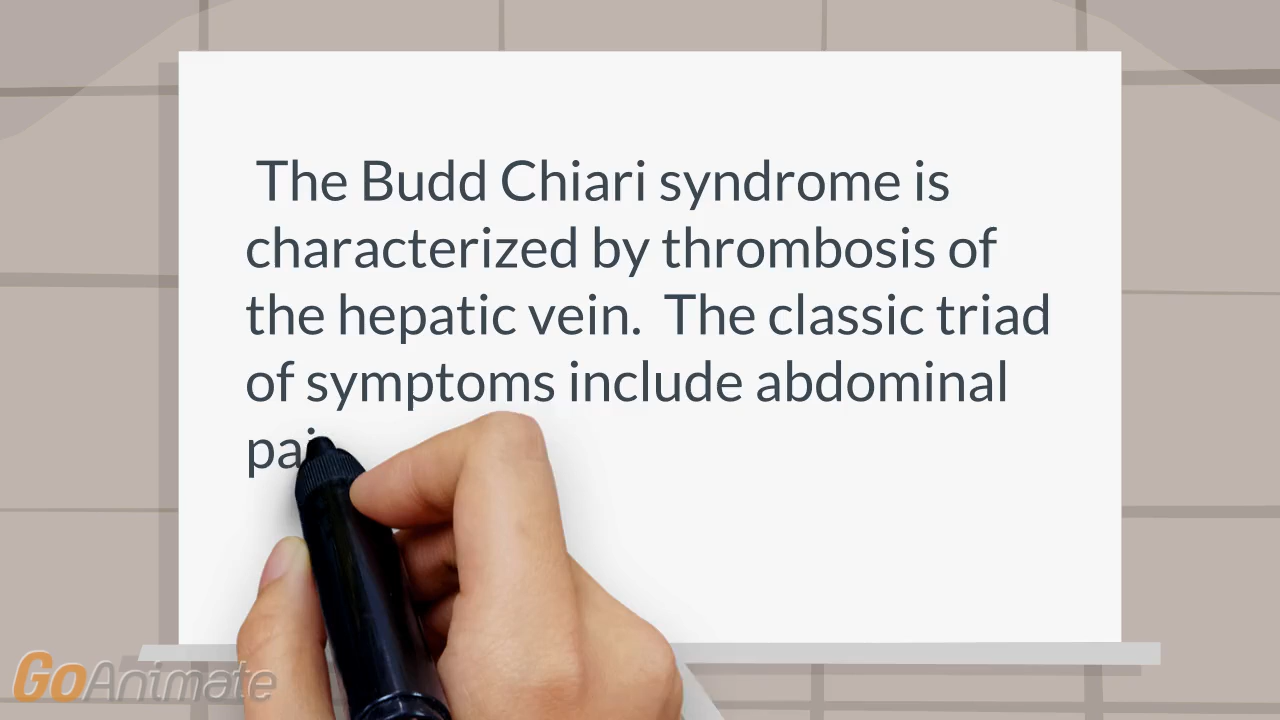 The Budd Chiari syndrome is
characterized by thrombosis of
the hepatic vein.  The classic triad
of symptoms include abdominal
GoAnimate